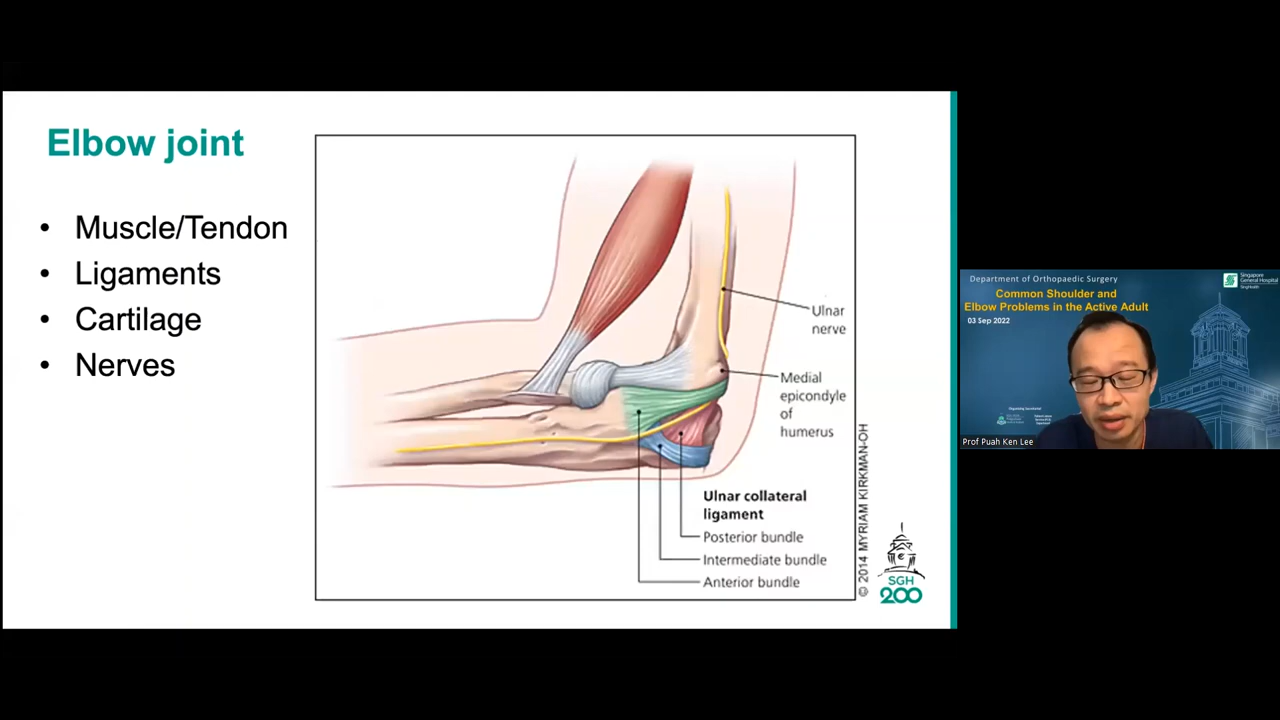 Elbow joint
• Muscle/Tendon
• Ligaments
• Cartilage
• Nerves
Ulnar
nerve
Medial
epicondyle
of
humerus
Ulnar collateral
ligament
Posterior bundle
Intermediate bundle
Anterior bundle
© 2014 MYRIAM KIRKMAN-OH
SGH
200
Department of Orthopaedic Surgery
Singapore
General Hospital
SingHealth
Common Shoulder and
Elbow Problems in the Active Adult
03 Sep 2022
Organising Secretariat
Prof Puah Ken Lee